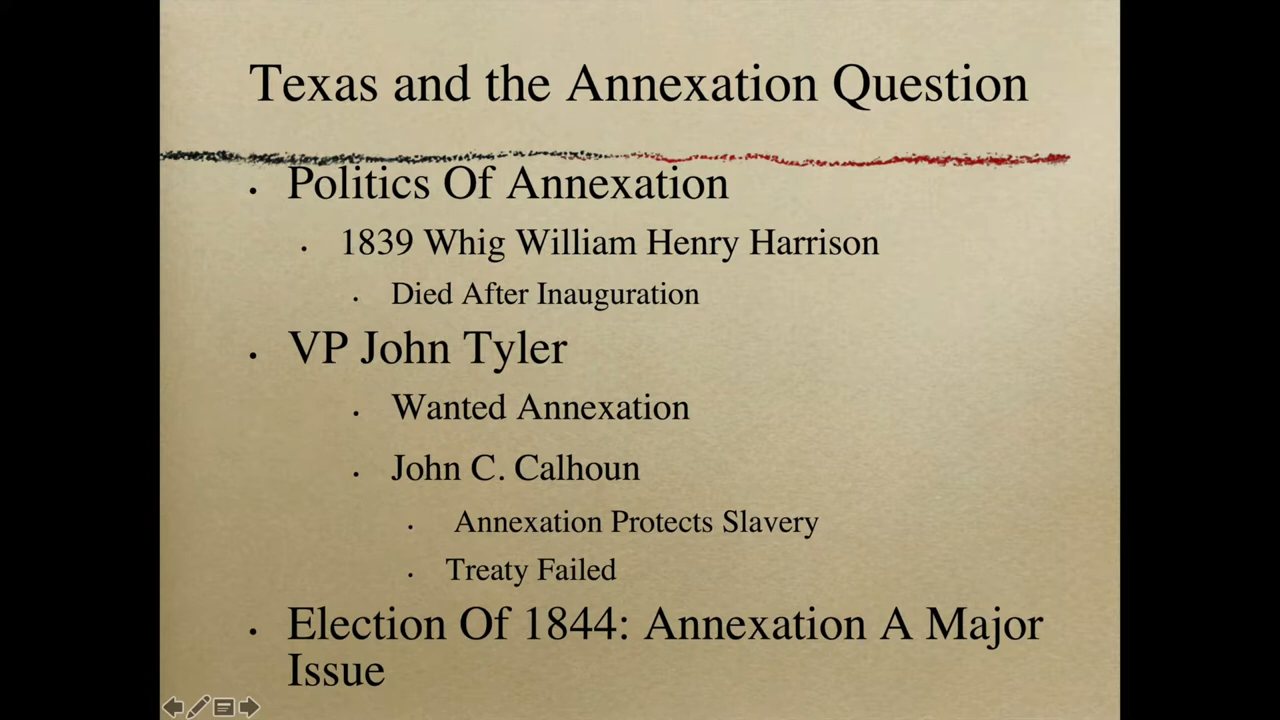 Texas and the Annexation Question
Politics Of Annexation
1839 Whig William Henry Harrison
Died After Inauguration
VP John Tyler
Wanted Annexation
John C. Calhoun
Annexation Protects Slavery
Treaty Failed
Election Of 1844: Annexation A Major
Issue